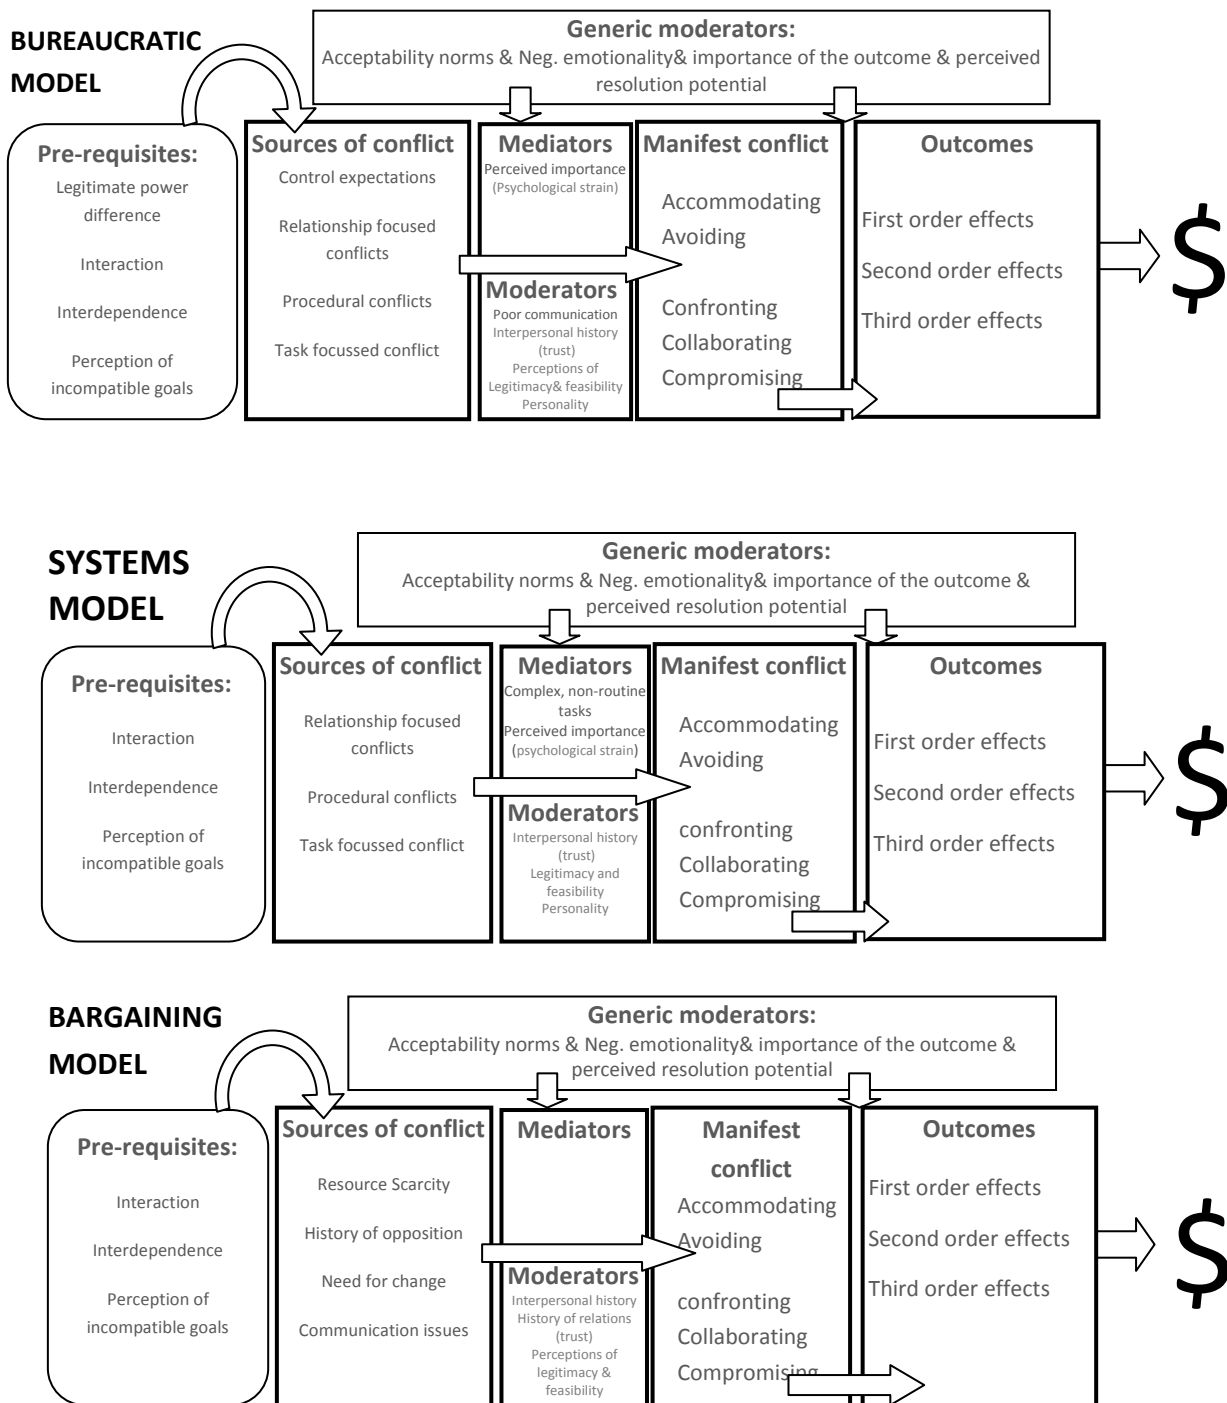 BUREAUCRATIC
MODEL
Generic moderators:
Acceptability norms & Neg. emotionality& importance of the outcome & perceived
resolution potential
Pre-requisites:
Legitimate power
difference
Interaction
Interdependence
Perception of
incompatible goals
Sources of conflict
Control expectations
Relationship focused
conflicts
Procedural conflicts
Task focussed conflict
Mediators
Perceived importance
(Psychological strain)
Moderators
Poor communication
Interpersonal history
(trust)
Perceptions of
Legitimacy& feasibility
Personality
Manifest conflict
Accommodating
Avoiding
Confronting
Collaborating
Compromising
Outcomes
First order effects
Second order effects
Third order effects
$
SYSTEMS
MODEL
Generic moderators:
Acceptability norms & Neg. emotionality& importance of the outcome &
perceived resolution potential
Pre-requisites:
Interaction
Interdependence
Perception of
incompatible goals
Sources of conflict
Relationship focused
conflicts
Procedural conflicts
Task focussed conflict
Mediators
Complex, non-routine
tasks
Perceived importance
(psychological strain)
Moderators
Interpersonal history
(trust)
Legitimacy and
feasibility
Personality
Manifest conflict
Accommodating
Avoiding
confronting
Collaborating
Compromising
Outcomes
First order effects
Second order effects
Third order effects
$
BARGAINING
MODEL
Generic moderators:
Acceptability norms & Neg. emotionality& importance of the outcome &
perceived resolution potential
Pre-requisites:
Interaction
Interdependence
Perception of
incompatible goals
Sources of conflict
Resource Scarcity
History of opposition
Need for change
Communication issues
Mediators
Moderators
Interpersonal history
History of relations
(trust)
Perceptions of
legitimacy &
feasibility
Manifest
conflict
Accommodating
Avoiding
confronting
Collaborating
Compromising
Outcomes
First order effects
Second order effects
Third order effects
$